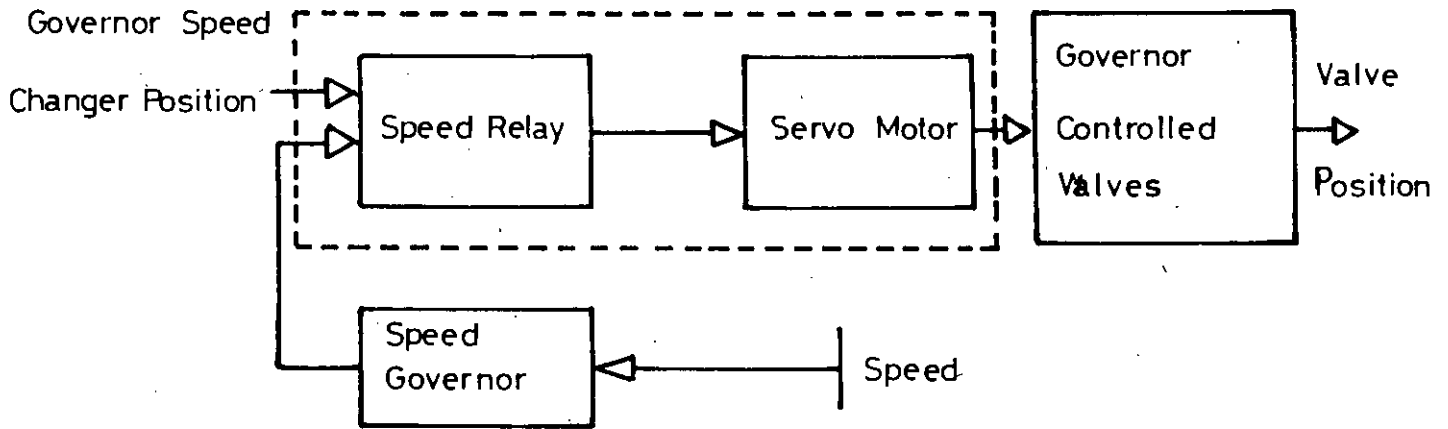 Governor Speed
Changer Position
Speed Relay
Servo Motor
Governor
Controlled
Valves
Valve
Position
Speed
Governor
Speed